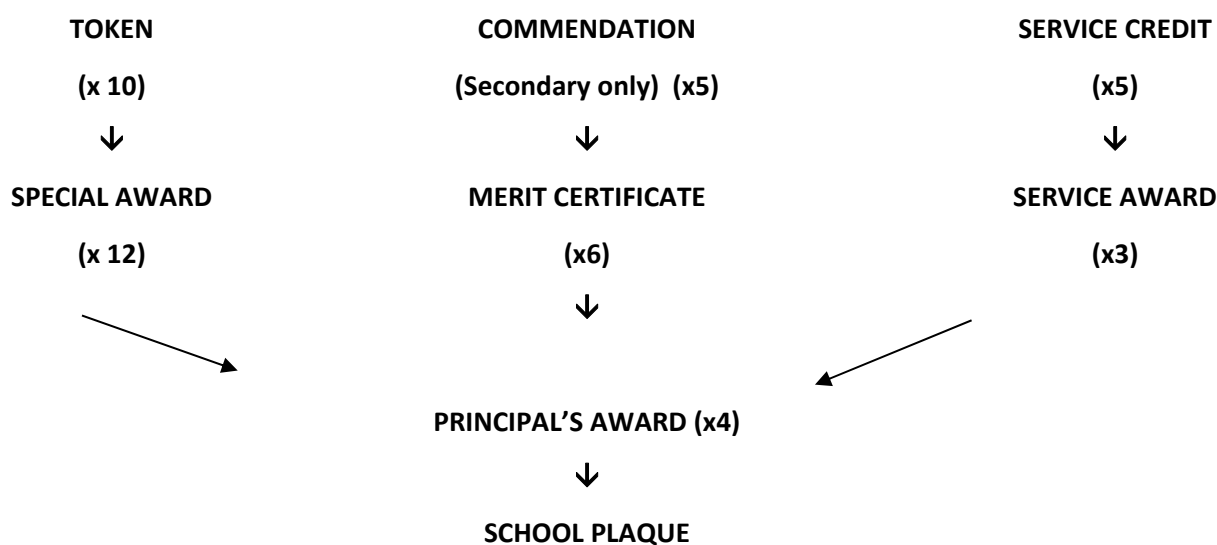 TOKEN
COMMENDATION
SERVICE CREDIT
(x 10)
(Secondary only) (x5)
(x5)
SPECIAL AWARD
MERIT CERTIFICATE
SERVICE AWARD
(x 12)
(x6)
(x3)
PRINCIPAL’S AWARD (x4)
SCHOOL PLAQUE